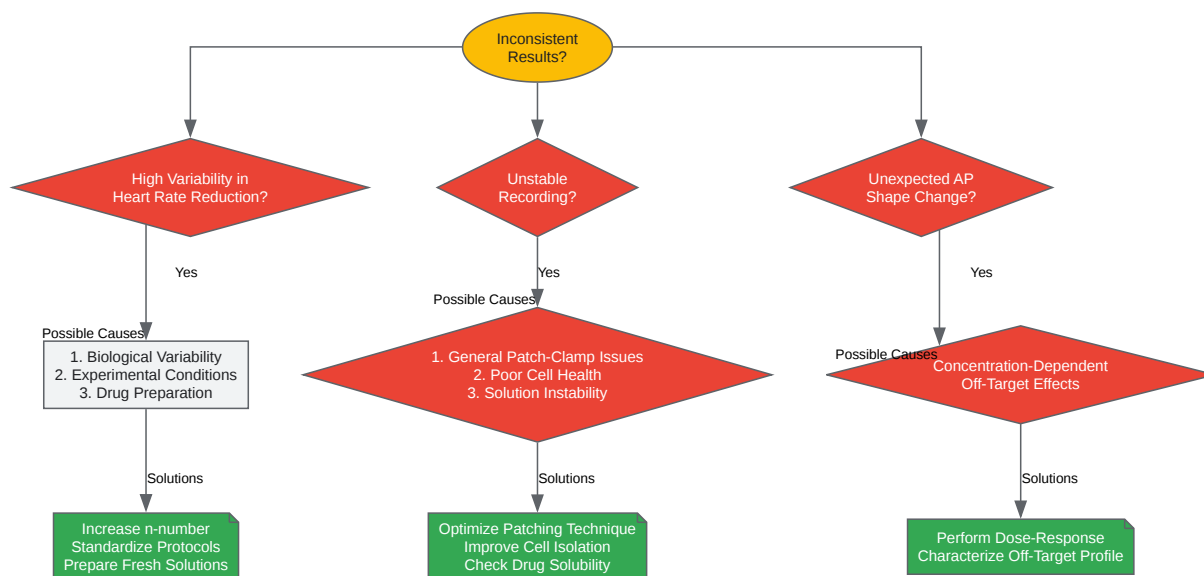 Inconsistent
Results?
High Variability in
Heart Rate Reduction?
Unstable
Recording?
Unexpected AP
Shape Change?
Yes
Yes
Yes
Possible Causes
Possible Causes
Possible Causes
1. Biological Variability
2. Experimental Conditions
3. Drug Preparation
1. General Patch-Clamp Issues
2. Poor Cell Health
3. Solution Instability
Concentration-Dependent
Off-Target Effects
Solutions
Solutions
Solutions
Increase n-number
Standardize Protocols
Prepare Fresh Solutions
Optimize Patching Technique
Improve Cell Isolation
Check Drug Solubility
Perform Dose-Response
Characterize Off-Target Profile